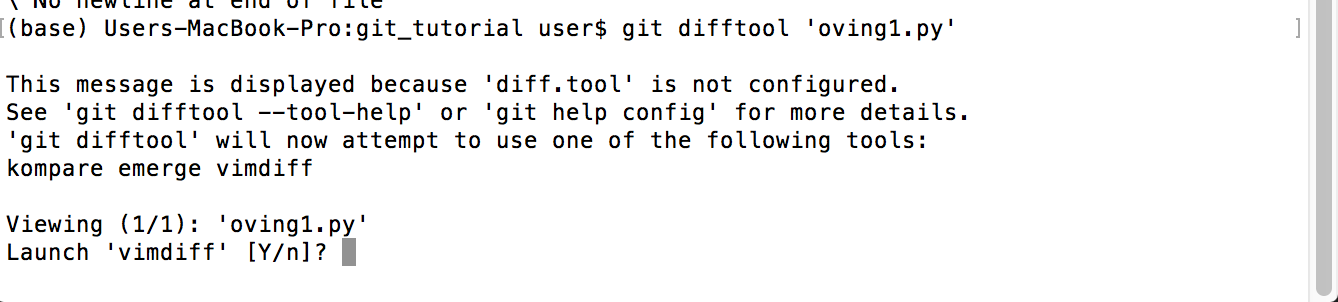 \ No newline at end of file
[(base) Users-MacBook-Pro:git_tutorial user$ git difftool 'oving1.py' ]
This message is displayed because 'diff.tool' is not configured.
See 'git difftool --tool-help' or 'git help config' for more details.
'git difftool' will now attempt to use one of the following tools:
kompare emerge vimdiff
Viewing (1/1): 'oving1.py'
Launch 'vimdiff' [Y/n]?